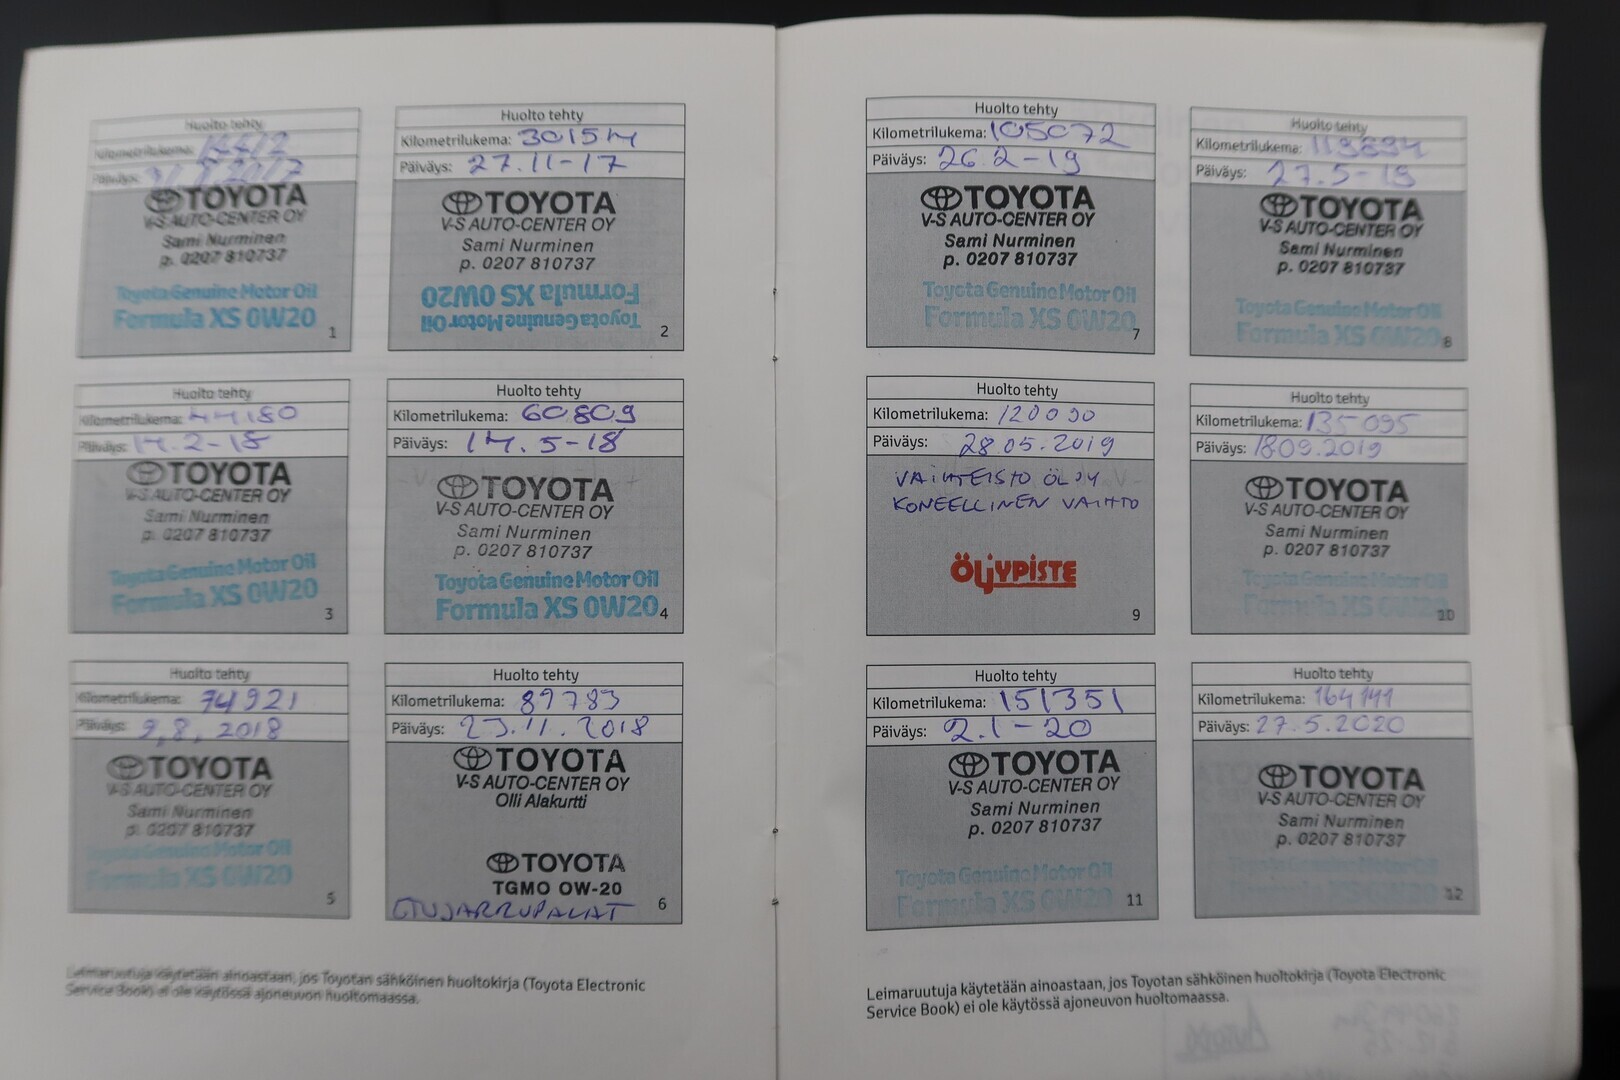 Huolto tehty
Kilometrilukema:
Päiväys:
TOYOTA
V-S AUTO-CENTER OY
Sami Nurminen
p. 0207 810737
Toyota Genuine Motor Oil
Formula XS 0W20
1
Huolto tehty
Kilometrilukema: 30154
Päiväys: 27.11-17
TOYOTA
V-S AUTO-CENTER OY
Sami Nurminen
p. 0207 810737
Formula XS 0W20
Toyota Genuine Motor Oil
2
Huolto tehty
Kilometrilukema: 44180
Päiväys: 14.2-18
TOYOTA
V-S AUTO-CENTER OY
Sami Nurminen
p. 0207 810737
Toyota Genuine Motor Oil
Formula XS 0W20
3
Huolto tehty
Kilometrilukema: 60809
Päiväys: 14.5-18
TOYOTA
V-S AUTO-CENTER OY
Sami Nurminen
p. 0207 810737
Toyota Genuine Motor Oil
Formula XS 0W20
4
Huolto tehty
Kilometrilukema: 74921
Päiväys: 9,8, 2018
TOYOTA
V-S AUTO-CENTER OY
Sami Nurminen
p. 0207 810737
Toyota Genuine Motor Oil
Formula XS 0W20
5
Huolto tehty
Kilometrilukema: 89783
Päiväys: 23.11.2018
TOYOTA
V-S AUTO-CENTER OY
Olli Alakurtti
TOYOTA
TGMO 0W-20
ETUJARRUPALAT
6
Leimaruutuja käytetään ainoastaan, jos Toyotan sähköinen huoltokirja (Toyota Electronic
Service Book) ei ole käytössä ajoneuvon huoltomaassa.
Huolto tehty
Kilometrilukema: 105072
Päiväys: 26.2-19
TOYOTA
V-S AUTO-CENTER OY
Sami Nurminen
p. 0207 810737
Toyota Genuine Motor Oil
Formula XS 0W20
7
Huolto tehty
Kilometrilukema:
Päiväys: 27.5-19
TOYOTA
V-S AUTO-CENTER OY
Sami Nurminen
p. 0207 810737
Toyota Genuine Motor Oil
Formula XS 0W20
8
Huolto tehty
Kilometrilukema: 120090
Päiväys: 28.05.2019
VAIHTEISTO ÖLJY
KONEELLINEN VAIHTO
ÖLJYPISTE
9
Huolto tehty
Kilometrilukema: 135095
Päiväys: 1809.2019
TOYOTA
V-S AUTO-CENTER OY
Sami Nurminen
p. 0207 810737
Toyota Genuine Motor Oil
Formula XS 0W20
10
Huolto tehty
Kilometrilukema: 151351
Päiväys: 2.1-20
TOYOTA
V-S AUTO-CENTER OY
Sami Nurminen
p. 0207 810737
Toyota Genuine Motor Oil
Formula XS 0W20
11
Huolto tehty
Kilometrilukema: 164141
Päiväys: 27.5.2020
TOYOTA
V-S AUTO-CENTER OY
Sami Nurminen
p. 0207 810737
Toyota Genuine Motor Oil
Formula XS 0W20
12
Leimaruutuja käytetään ainoastaan, jos Toyotan sähköinen huoltokirja (Toyota Electronic
Service Book) ei ole käytössä ajoneuvon huoltomaassa.